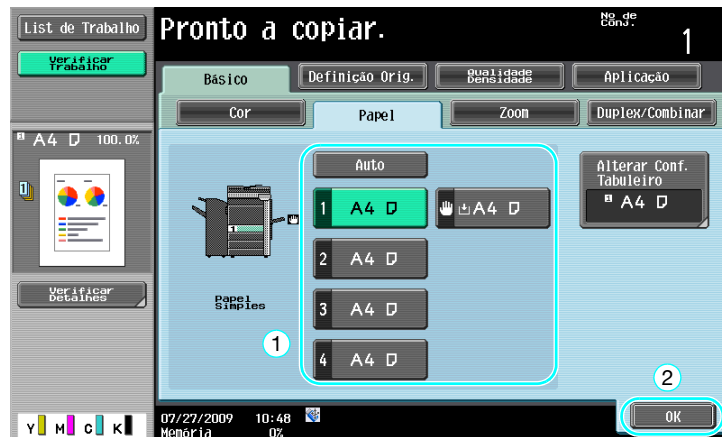 List de Trabalho
Pronto a copiar.
No de
Conj.
1
Verificar
Trabalho
Básico
Definição Orig.
Qualidade
Densidade
Aplicação
Cor
Papel
Zoom
Duplex/Combinar
1 A4 100.0%
Auto
1 A4
A4
2 A4
3 A4
4 A4
Alterar Conf.
Tabuleiro
1 A4
Papel
Simples
Verificar
Detalhes
1
2
OK
07/27/2009 10:48
Memória 0%
Y M C K